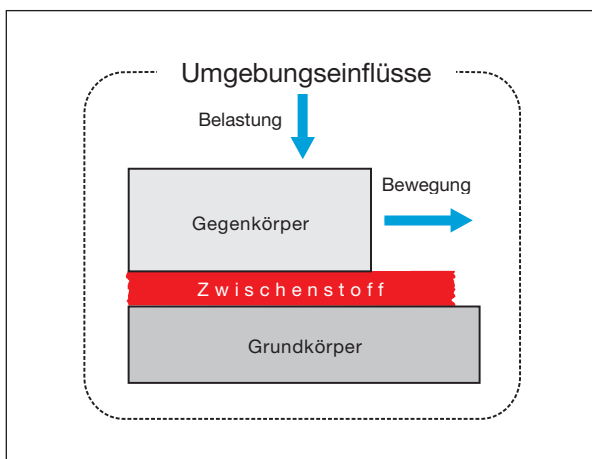 Umgebungseinflüsse
Belastung
Bewegung
Gegenkörper
Zwischenstoff
Grundkörper